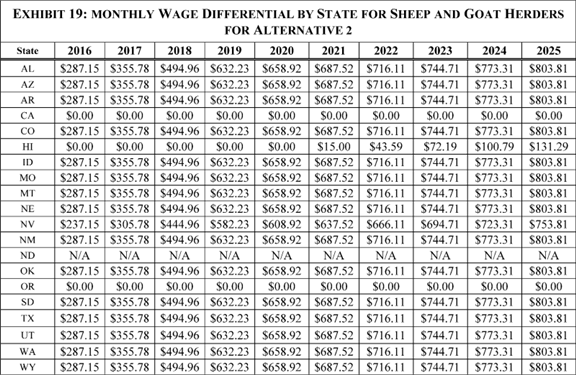 EXHIBIT 19: MONTHLY WAGE DIFFERENTIAL BY STATE FOR SHEEP AND GOAT HERDERS
FOR ALTERNATIVE 2
State 2016 2017 2018 2019 2020 2021 2022 2023 2024 2025
AL $287.15 $355.78 $494.96 $632.23 $658.92 $687.52 $716.11 $744.71 $773.31 $803.81
AZ $287.15 $355.78 $494.96 $632.23 $658.92 $687.52 $716.11 $744.71 $773.31 $803.81
AR $287.15 $355.78 $494.96 $632.23 $658.92 $687.52 $716.11 $744.71 $773.31 $803.81
CA $0.00 $0.00 $0.00 $0.00 $0.00 $0.00 $0.00 $0.00 $0.00 $0.00
CO $287.15 $355.78 $494.96 $632.23 $658.92 $687.52 $716.11 $744.71 $773.31 $803.81
HI $0.00 $0.00 $0.00 $0.00 $0.00 $15.00 $43.59 $72.19 $100.79 $131.29
ID $287.15 $355.78 $494.96 $632.23 $658.92 $687.52 $716.11 $744.71 $773.31 $803.81
MO $287.15 $355.78 $494.96 $632.23 $658.92 $687.52 $716.11 $744.71 $773.31 $803.81
MT $287.15 $355.78 $494.96 $632.23 $658.92 $687.52 $716.11 $744.71 $773.31 $803.81
NE $287.15 $355.78 $494.96 $632.23 $658.92 $687.52 $716.11 $744.71 $773.31 $803.81
NV $237.15 $305.78 $444.96 $582.23 $608.92 $637.52 $666.11 $694.71 $723.31 $753.81
NM $287.15 $355.78 $494.96 $632.23 $658.92 $687.52 $716.11 $744.71 $773.31 $803.81
ND N/A N/A N/A N/A N/A N/A N/A N/A N/A N/A
OK $287.15 $355.78 $494.96 $632.23 $658.92 $687.52 $716.11 $744.71 $773.31 $803.81
OR $0.00 $0.00 $0.00 $0.00 $0.00 $0.00 $0.00 $0.00 $0.00 $0.00
SD $287.15 $355.78 $494.96 $632.23 $658.92 $687.52 $716.11 $744.71 $773.31 $803.81
TX $287.15 $355.78 $494.96 $632.23 $658.92 $687.52 $716.11 $744.71 $773.31 $803.81
UT $287.15 $355.78 $494.96 $632.23 $658.92 $687.52 $716.11 $744.71 $773.31 $803.81
WA $287.15 $355.78 $494.96 $632.23 $658.92 $687.52 $716.11 $744.71 $773.31 $803.81
WY $287.15 $355.78 $494.96 $632.23 $658.92 $687.52 $716.11 $744.71 $773.31 $803.81